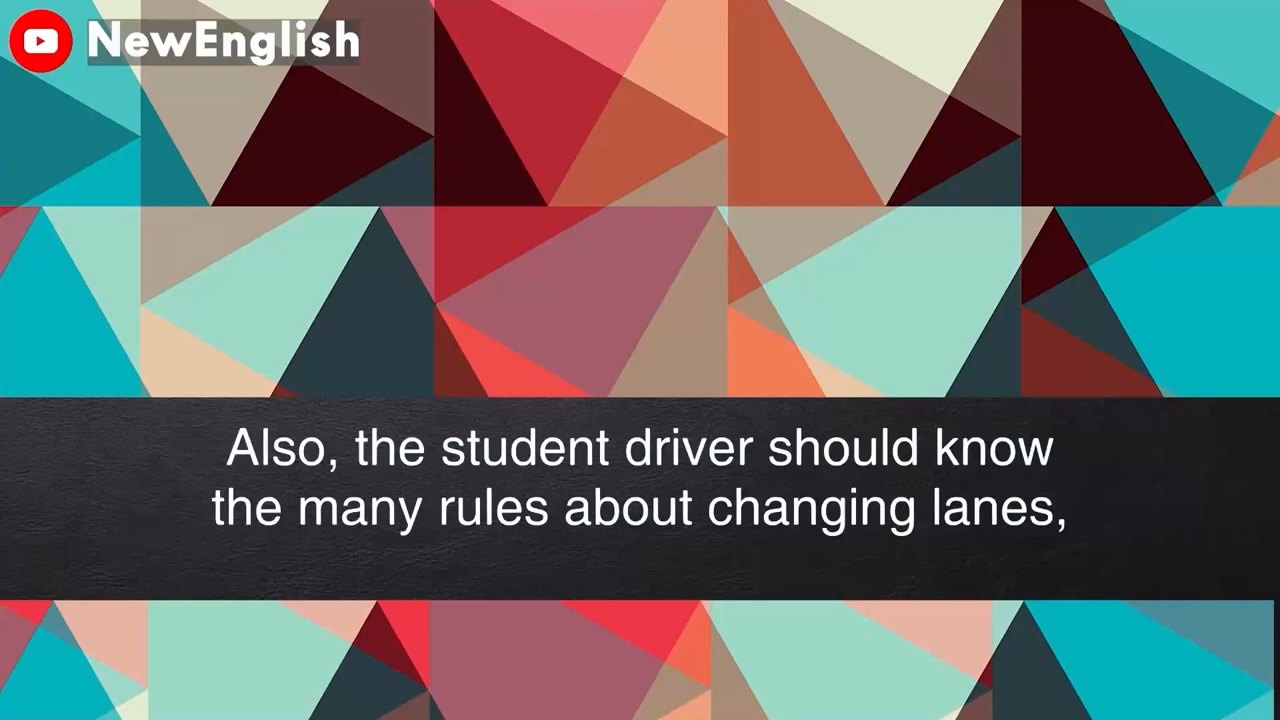 NewEnglish
Also, the student driver should know
the many rules about changing lanes,